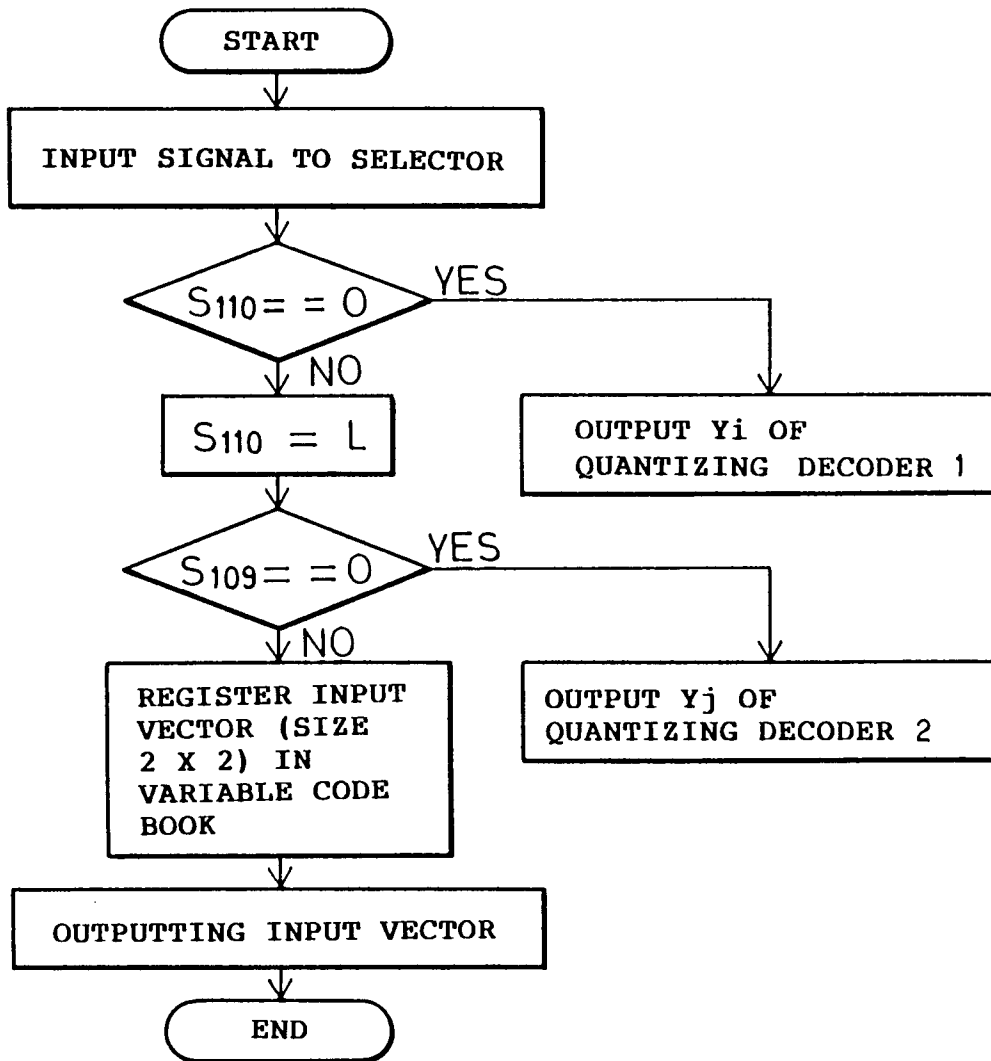 START
INPUT SIGNAL TO SELECTOR
S110 = = 0
YES
NO
S110 = L
OUTPUT Yi OF
QUANTIZING DECODER 1
S109 = = 0
YES
NO
REGISTER INPUT
VECTOR (SIZE
2 X 2) IN
VARIABLE CODE
BOOK
OUTPUT Yj OF
QUANTIZING DECODER 2
OUTPUTTING INPUT VECTOR
END